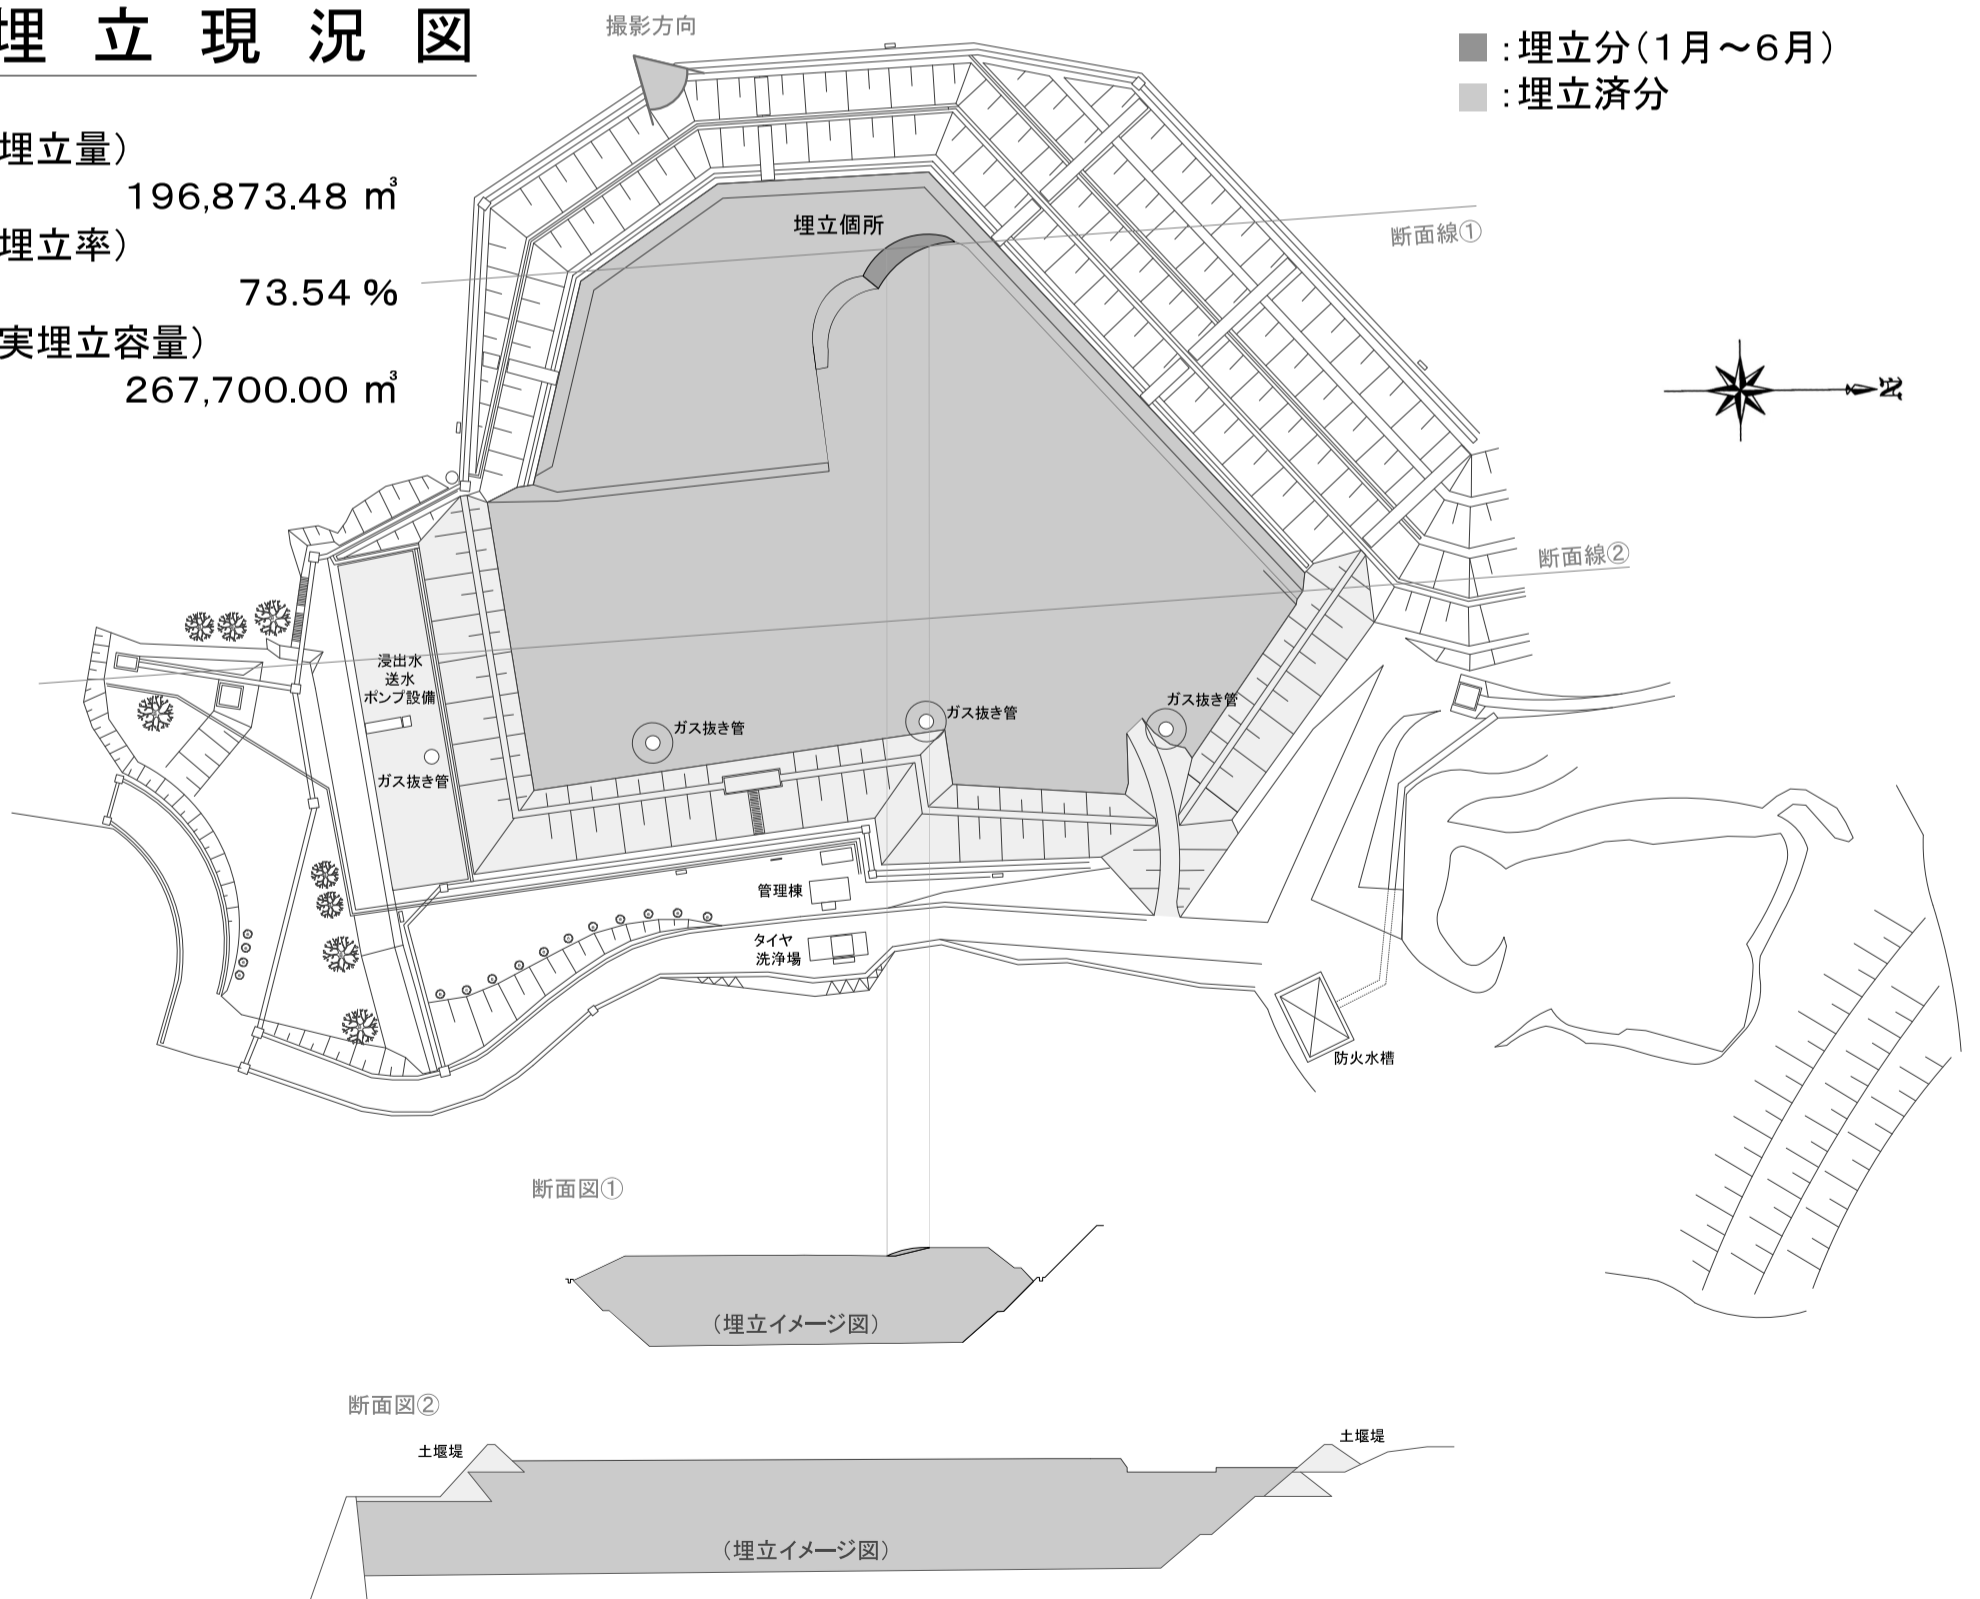 埋立現況図
埋立量）
196,873.48 ㎥
埋立率）
73.54 %
実埋立容量）
267,700.00 ㎥
撮影方向
：埋立分（１月～６月）
：埋立済分
埋立個所
断面線①
N
断面線②
浸出水
送水
ポンプ設備
ガス抜き管
ガス抜き管
ガス抜き管
ガス抜き管
管理棟
タイヤ
洗浄場
防火水槽
断面図①
（埋立イメージ図）
断面図②
土堰堤
土堰堤
（埋立イメージ図）